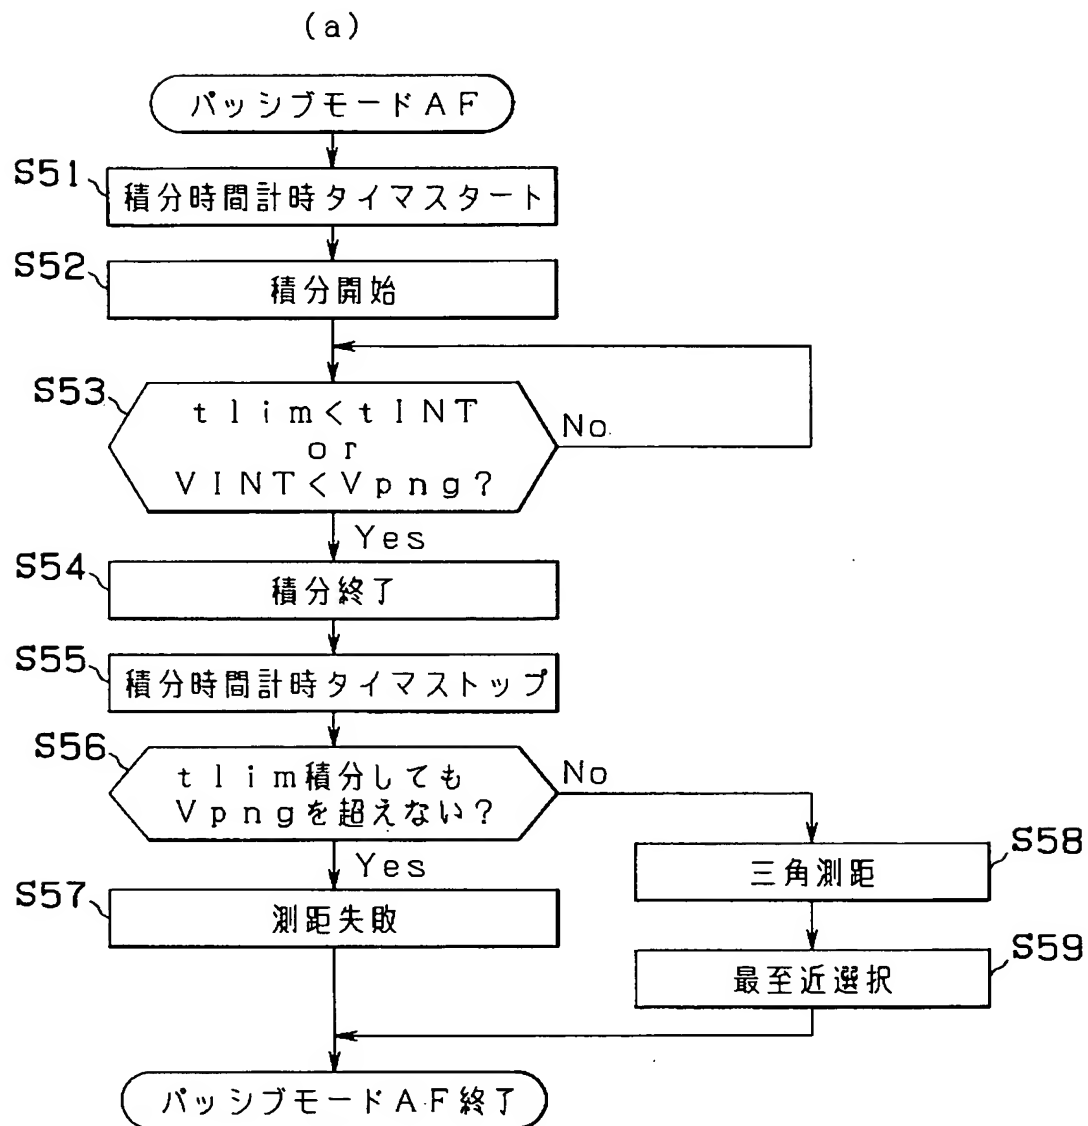 (a)
パッシブモードAF
S51
積分時間計時タイマスタート
S52
積分開始
S53
tlim<tINT
or
VINT<Vpng?
No
Yes
S54
積分終了
S55
積分時間計時タイマストップ
S56
tlim積分しても
Vpngを超えない?
No
Yes
S57
測距失敗
S58
三角測距
S59
最至近選択
パッシブモードAF終了